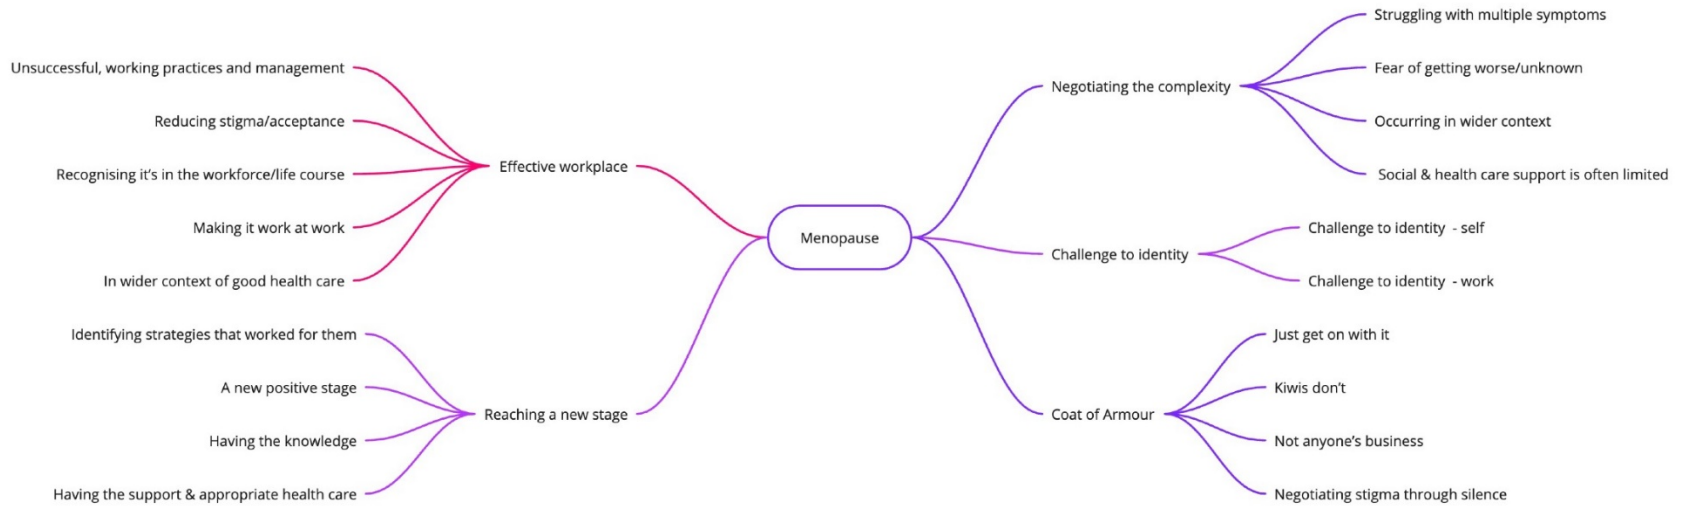 Menopause
Effective workplace
Unsuccessful, working practices and management
Reducing stigma/acceptance
Recognising it's in the workforce/life course
Making it work at work
In wider context of good health care
Reaching a new stage
Identifying strategies that worked for them
A new positive stage
Having the knowledge
Having the support & appropriate health care
Negotiating the complexity
Struggling with multiple symptoms
Fear of getting worse/unknown
Occurring in wider context
Social & health care support is often limited
Challenge to identity
Challenge to identity - self
Challenge to identity - work
Coat of Armour
Just get on with it
Kiwis don't
Not anyone's business
Negotiating stigma through silence